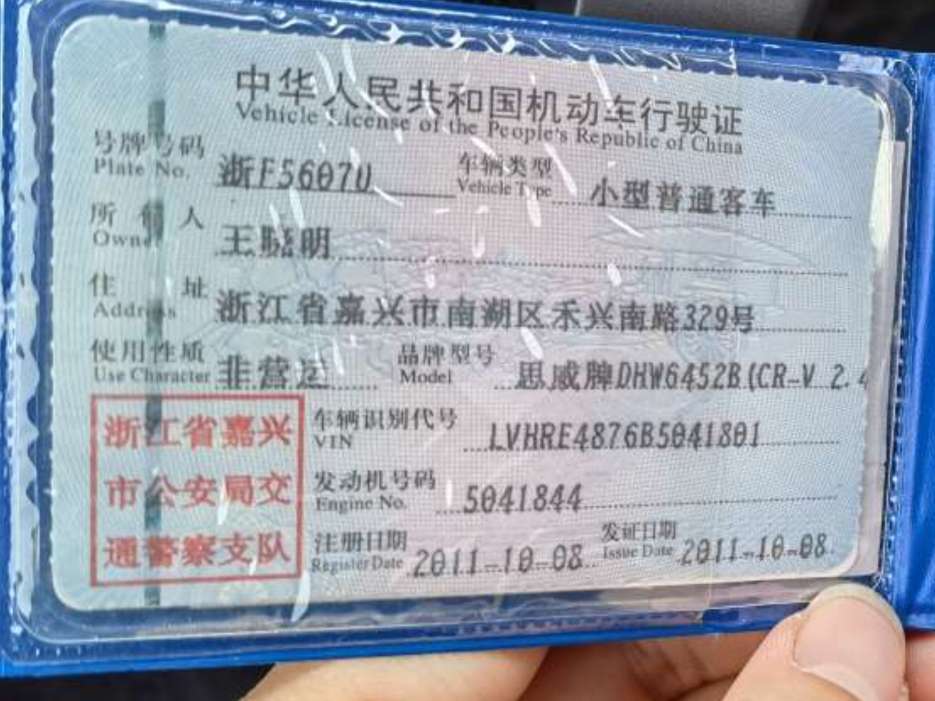 中华人民共和国机动车行驶证
Vehicle License of the People's Republic of China
号牌号码 浙F5607U 车辆类型 小型普通客车
Plate No. Vehicle Type
所有人 王晓明
Owner
住址 浙江省嘉兴市南湖区禾兴南路329号
Address
使用性质 非营运 品牌型号 思威牌DHW6452B(CR-V 2.4
Use Character Model
浙江省嘉兴
市公安局交
通警察支队
车辆识别代号 LVHRE4876B5041801
VIN
发动机号码 5041844
Engine No.
注册日期 2011-10-08 发证日期 2011-10-08
Register Date Issue Date